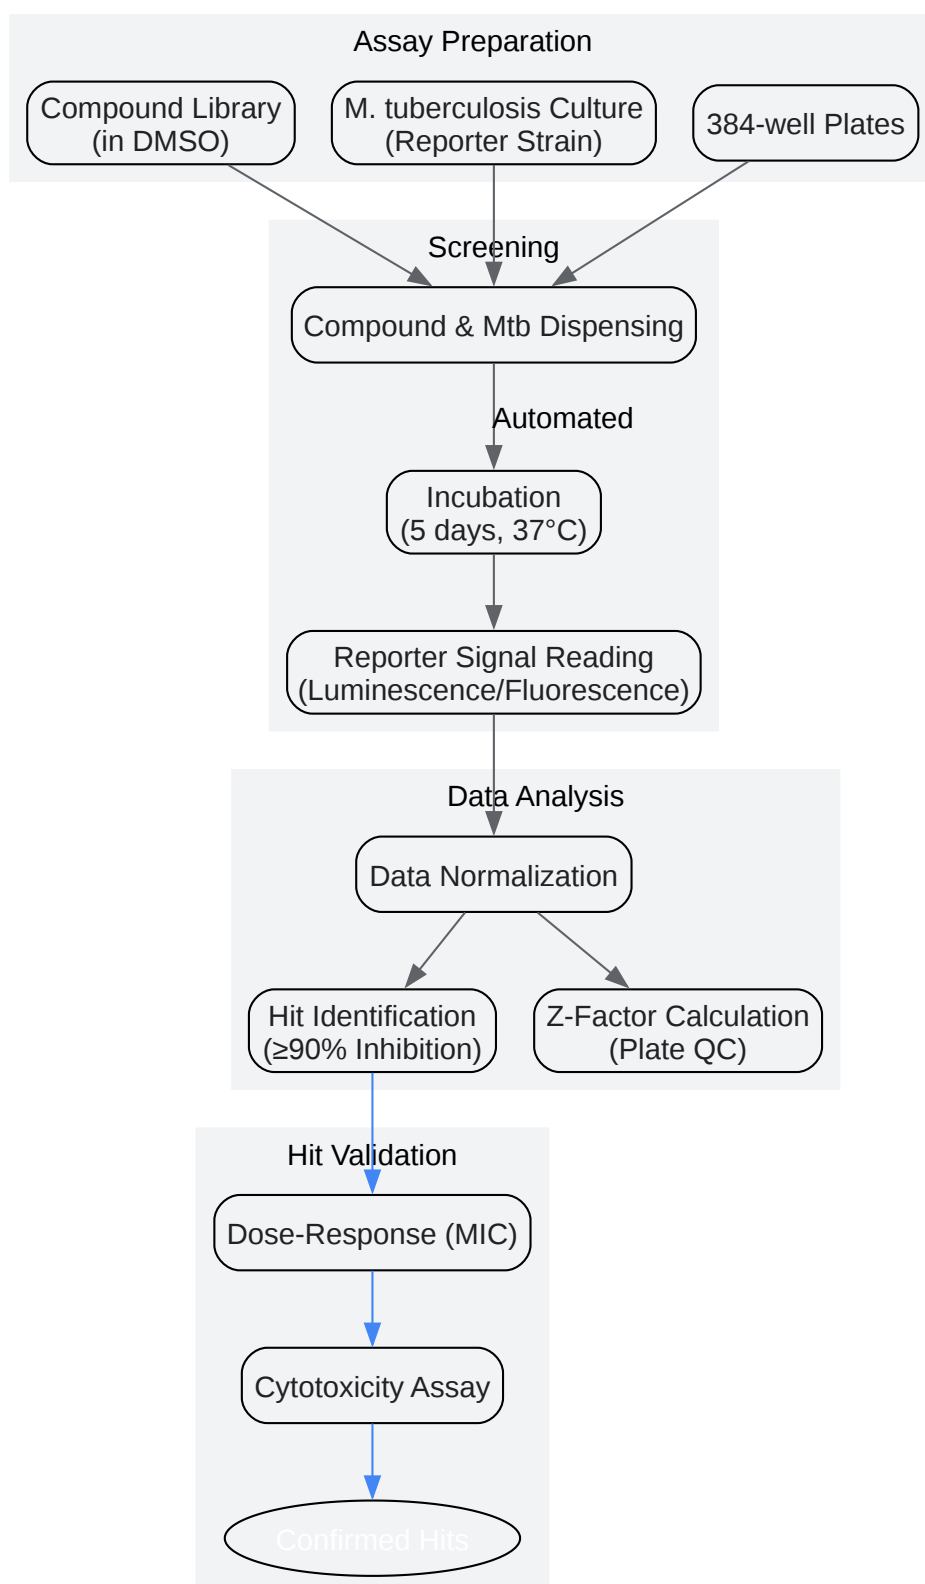 Assay Preparation
Compound Library
(in DMSO)
M. tuberculosis Culture
(Reporter Strain)
384-well Plates
Screening
Compound & Mtb Dispensing
Automated
Incubation
(5 days, 37°C)
Reporter Signal Reading
(Luminescence/Fluorescence)
Data Analysis
Data Normalization
Hit Identification
(≥90% Inhibition)
Z-Factor Calculation
(Plate QC)
Hit Validation
Dose-Response (MIC)
Cytotoxicity Assay
Confirmed Hits